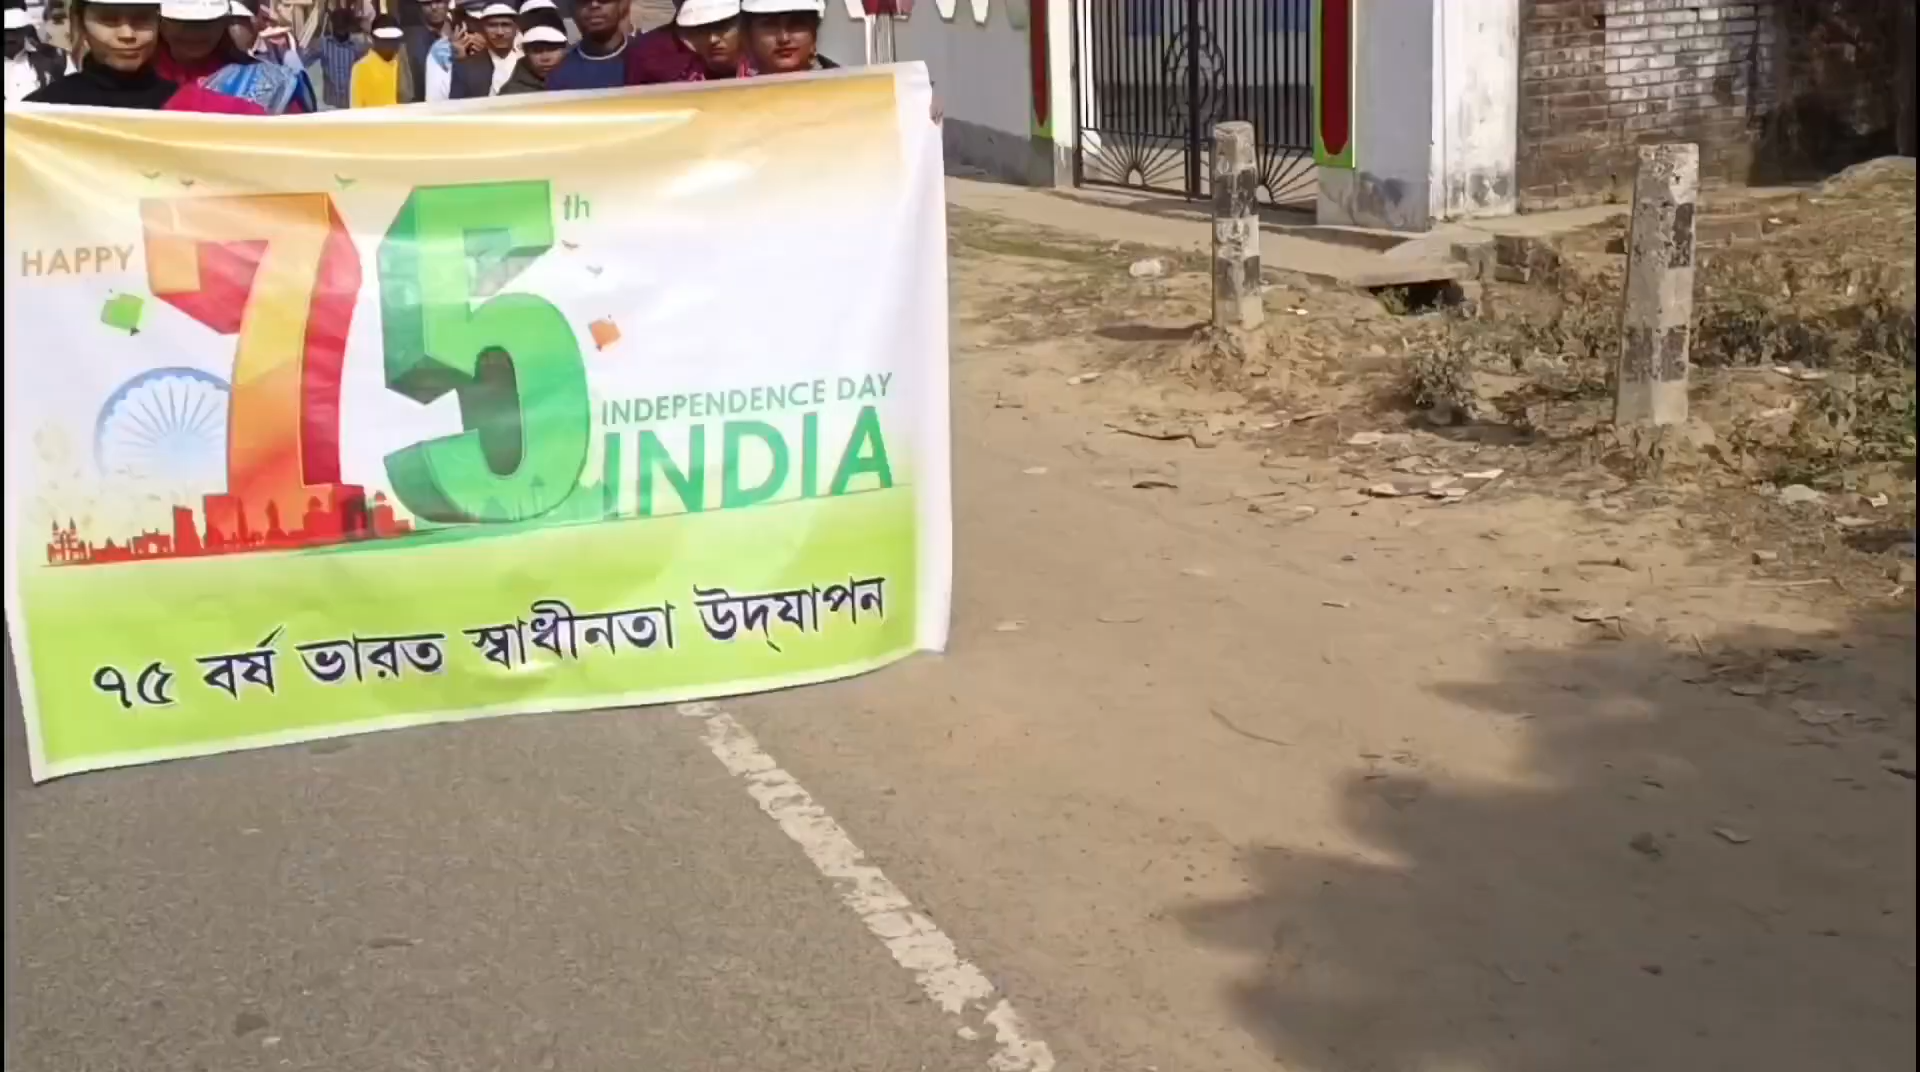 HAPPY 75th
INDEPENDENCE DAY
INDIA
৭৫ বর্ষ ভারত স্বাধীনতা উদ্‌যাপন